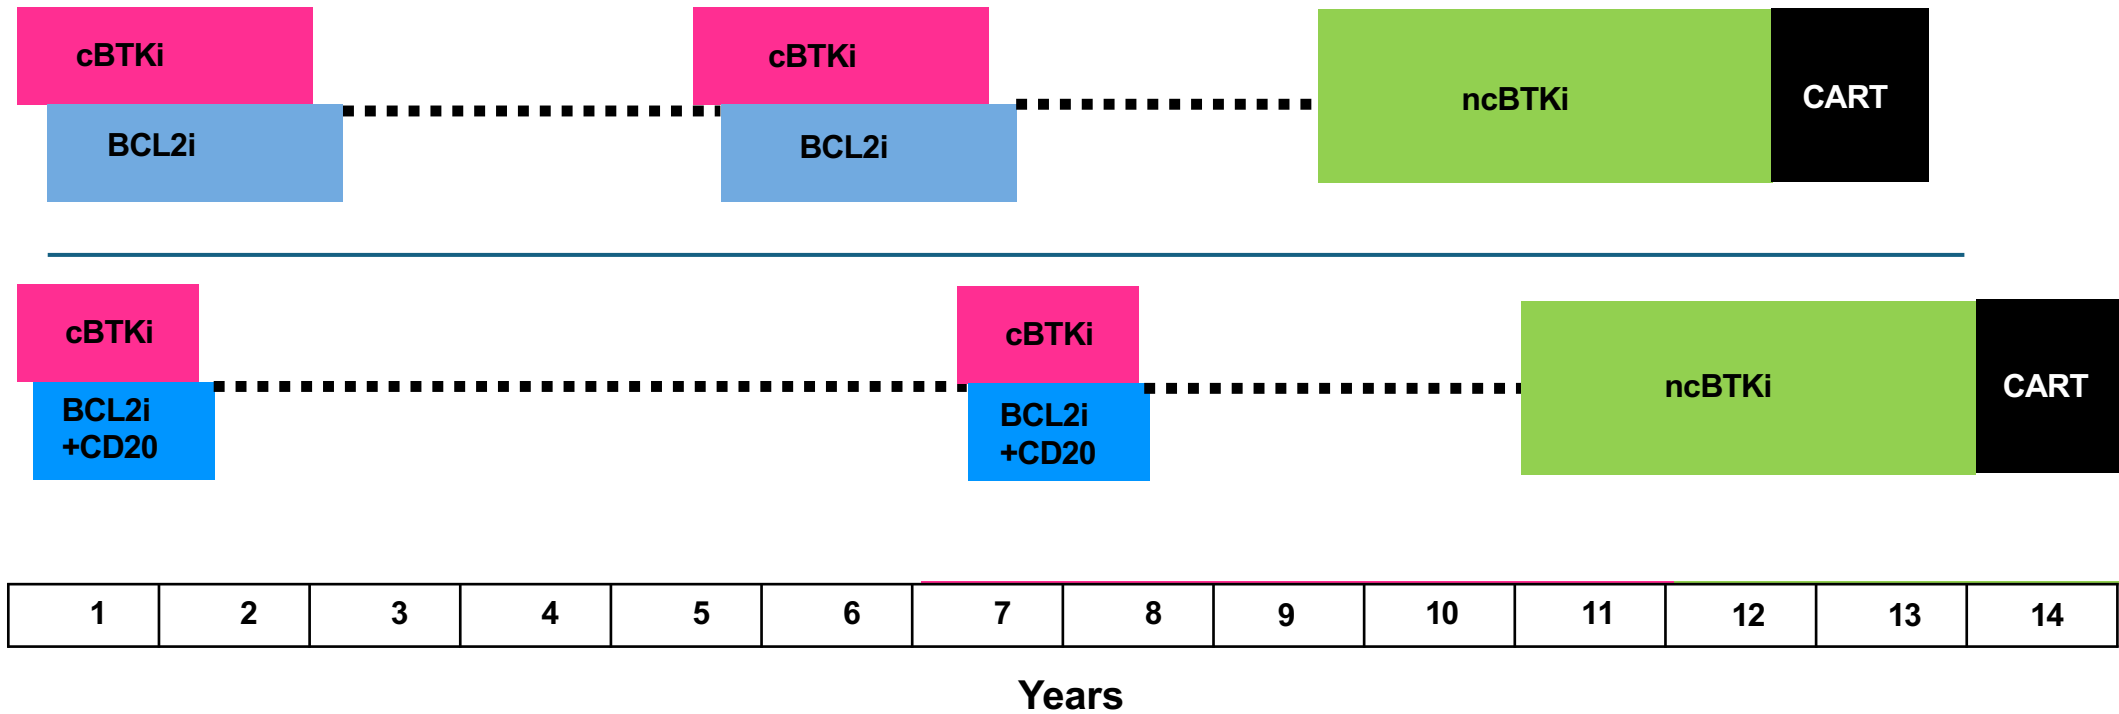 cBTKi
BCL2i
cBTKi
BCL2i
ncBTKi
CART
cBTKi
BCL2i
+CD20
cBTKi
BCL2i
+CD20
ncBTKi
CART
1 2 3 4 5 6 7 8 9 10 11 12 13 14
Years